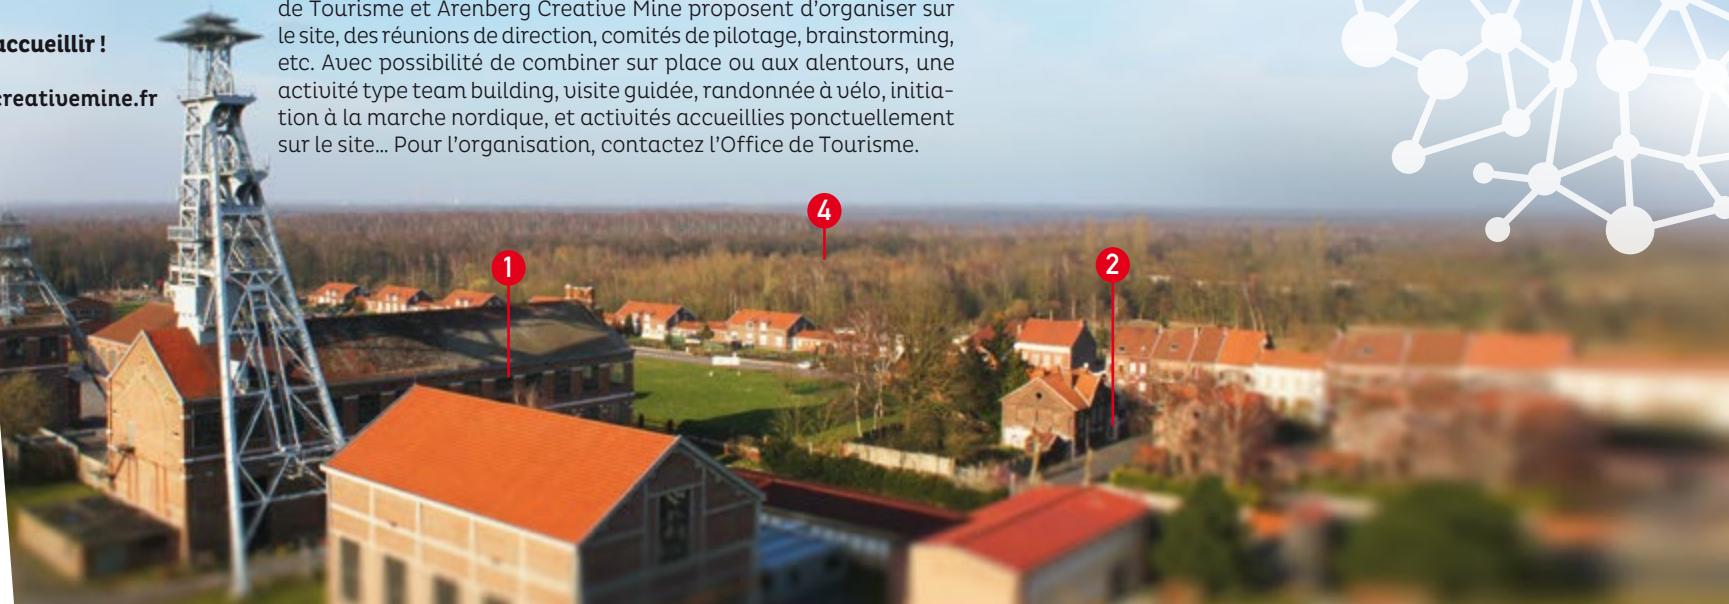 accueillir !
creativemine.fr
de Tourisme et Arenberg Creative Mine proposent d'organiser sur
le site, des réunions de direction, comités de pilotage, brainstorming,
etc. Avec possibilité de combiner sur place ou aux alentours, une
activité type team building, visite guidée, randonnée à vélo, initia-
tion à la marche nordique, et activités accueillies ponctuellement
sur le site... Pour l'organisation, contactez l'Office de Tourisme.
4
1
2